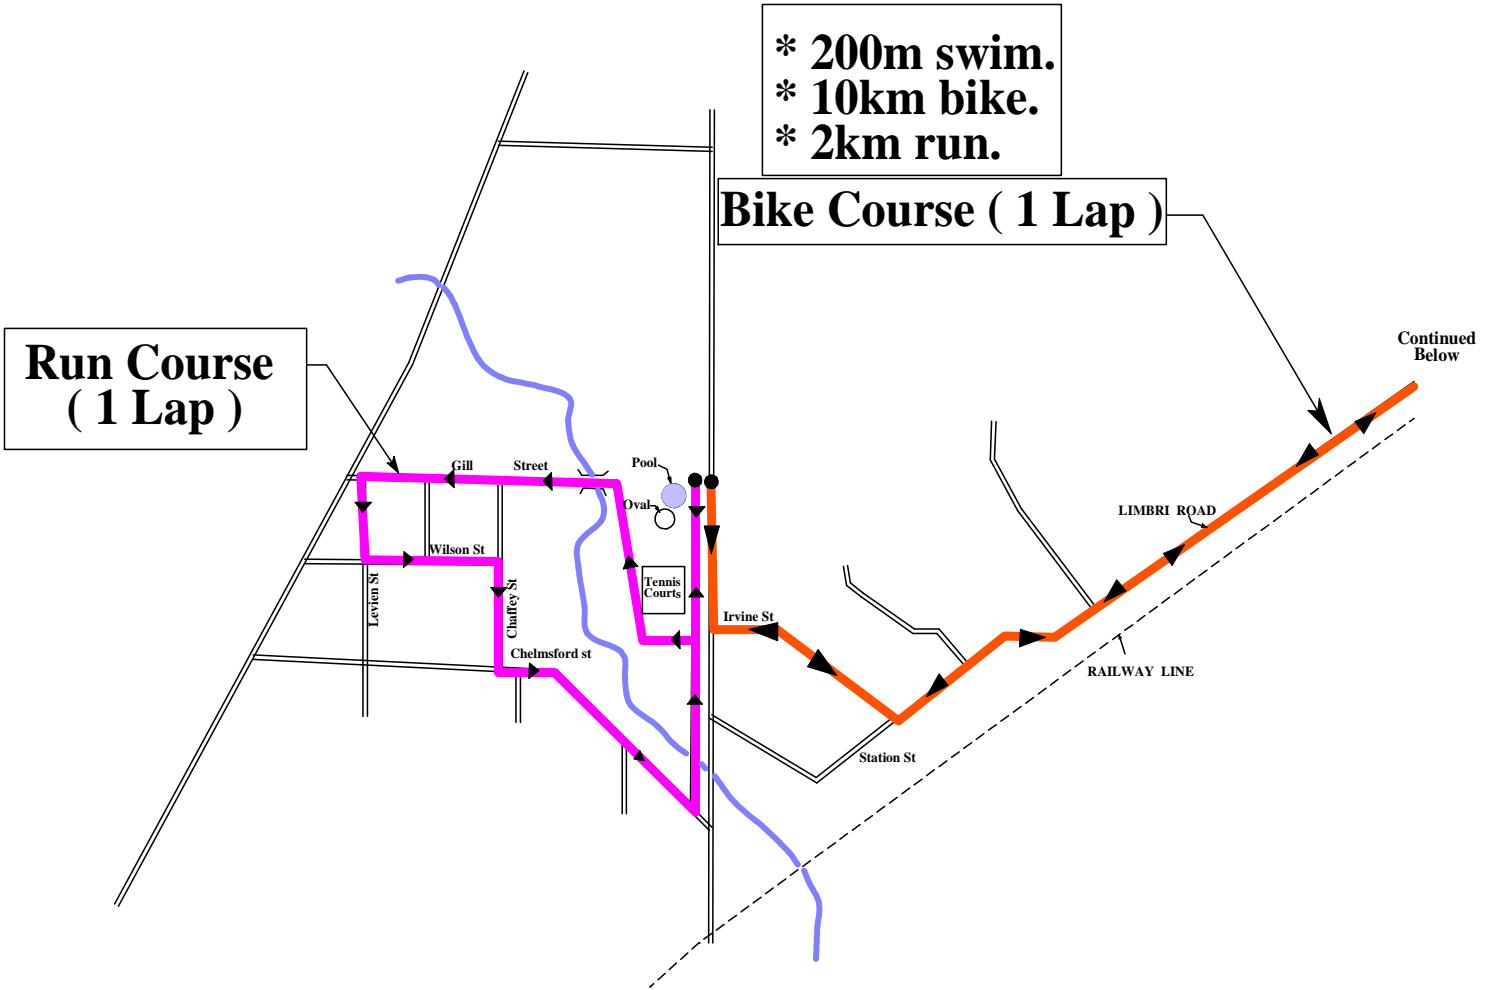 * 200m swim.
* 10km bike.
* 2km run.
Bike Course ( 1 Lap )
Continued
Below
Run Course
( 1 Lap )
Gill Street
Pool
Oval
LIMBRI ROAD
Wilson St
Levien St
Chaffey St
Tennis
Courts
Irvine St
Chelmsford st
RAILWAY LINE
Station St